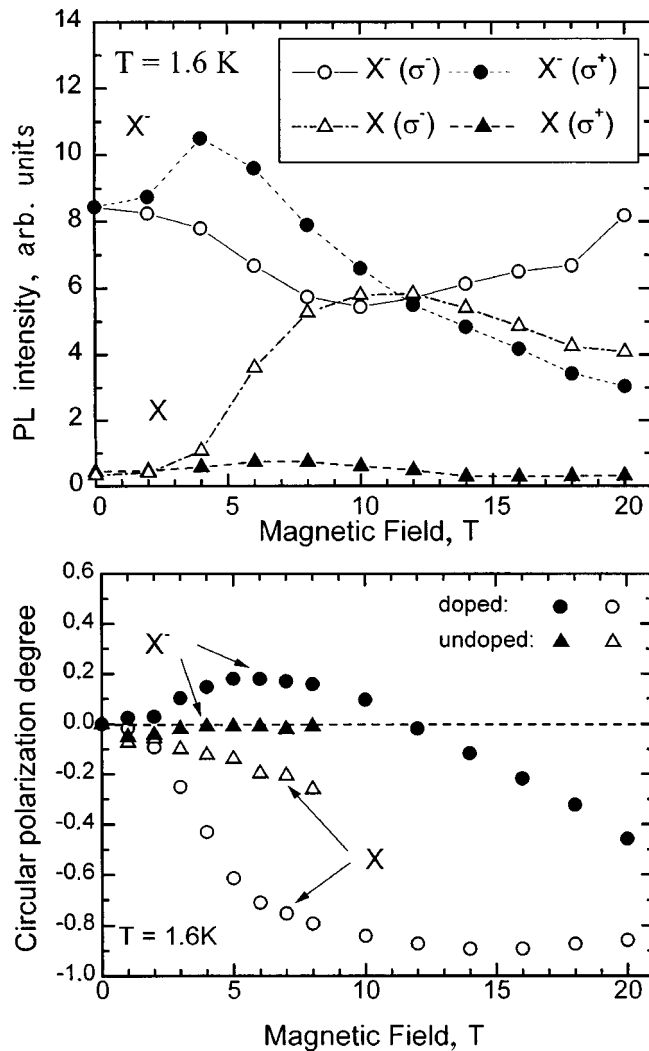 T = 1.6 K
X⁻ (σ⁻) X⁻ (σ⁺)
X (σ⁻) X (σ⁺)
X⁻
X
PL intensity, arb. units
14
12
10
8
6
4
2
0
0 5 10 15 20
Magnetic Field, T
doped:
undoped:
X⁻
X
T = 1.6K
Circular polarization degree
0.6
0.4
0.2
0.0
-0.2
-0.4
-0.6
-0.8
-1.0
0 5 10 15 20
Magnetic Field, T